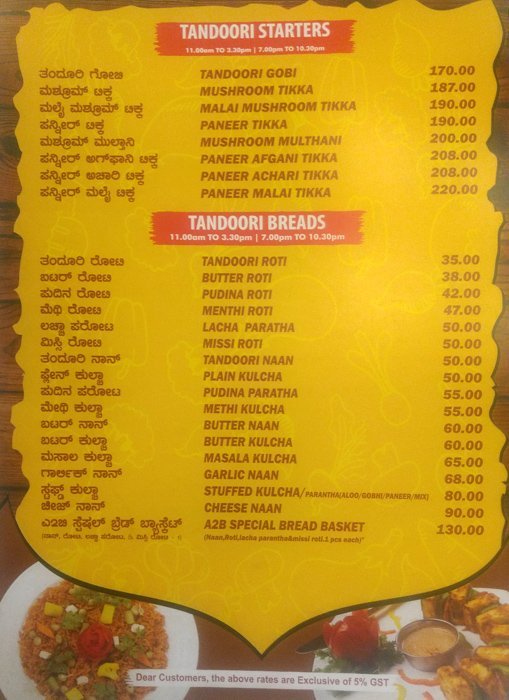 TANDOORI STARTERS
11.00am TO 3.30pm | 7.00pm TO 10.30pm
ತಂದೂರಿ ಗೋಬಿ TANDOORI GOBI 170.00
ಮಶ್ರೂಮ್ ಟಿಕ್ಕ MUSHROOM TIKKA 187.00
ಮಲೈ ಮಶ್ರೂಮ್ ಟಿಕ್ಕ MALAI MUSHROOM TIKKA 190.00
ಪನ್ನೀರ್ ಟಿಕ್ಕ PANEER TIKKA 190.00
ಮಶ್ರೂಮ್ ಮುಲ್ತಾನಿ MUSHROOM MULTHANI 200.00
ಪನ್ನೀರ್ ಅಗ್‌ಫಾನಿ ಟಿಕ್ಕ PANEER AFGANI TIKKA 208.00
ಪನ್ನೀರ್ ಅಚಾರಿ ಟಿಕ್ಕ PANEER ACHARI TIKKA 208.00
ಪನ್ನೀರ್ ಮಲೈ ಟಿಕ್ಕ PANEER MALAI TIKKA 220.00
TANDOORI BREADS
11.00am TO 3.30pm | 7.00pm TO 10.30pm
ತಂದೂರಿ ರೋಟಿ TANDOORI ROTI 35.00
ಬಟರ್ ರೋಟಿ BUTTER ROTI 38.00
ಪುದಿನ ರೋಟಿ PUDINA ROTI 42.00
ಮೆಥಿ ರೋಟಿ MENTHI ROTI 47.00
ಲಚ್ಚಾ ಪರೋಟ LACHA PARATHA 50.00
ಮಿಸ್ಸಿ ರೋಟಿ MISSI ROTI 50.00
ತಂದೂರಿ ನಾನ್ TANDOORI NAAN 50.00
ಪ್ಲೇನ್ ಕುಲ್ಚಾ PLAIN KULCHA 50.00
ಪುದಿನ ಪರೋಟ PUDINA PARATHA 55.00
ಮೇಥಿ ಕುಲ್ಚಾ METHI KULCHA 55.00
ಬಟರ್ ನಾನ್ BUTTER NAAN 60.00
ಬಟರ್ ಕುಲ್ಚಾ BUTTER KULCHA 60.00
ಮಸಾಲ ಕುಲ್ಚಾ MASALA KULCHA 65.00
ಗಾರ್ಲಿಕ್ ನಾನ್ GARLIC NAAN 68.00
ಸ್ಟಫ್ಡ್ ಕುಲ್ಚಾ STUFFED KULCHA/PARANTHA(ALOO/GOBHI/PANEER/MIX) 80.00
ಚೀಜ್ ನಾನ್ CHEESE NAAN 90.00
ಎ೨ಬಿ ಸ್ಪೆಷಲ್ ಬ್ರೆಡ್ ಬ್ಯಾಸ್ಕೆಟ್ A2B SPECIAL BREAD BASKET 130.00
(ನಾನ್, ರೋಟಿ, ಲಚ್ಚಾ ಪರೋಟ, ಮಿಸ್ಸಿ ರೋಟಿ (Naan,Roti,lacha parantha&missi roti.1 pcs each)"
Dear Customers, the above rates are Exclusive of 5% GST